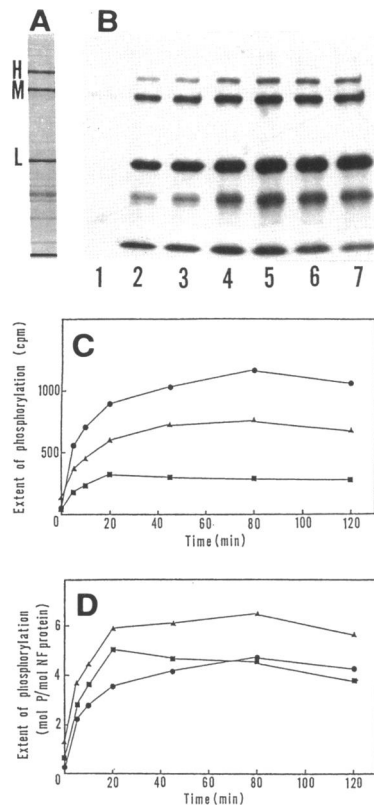 A
B
H
M
L
1 2 3 4 5 6 7
C
Extent of phosphorylation (cpm)
1000
500
0
0 20 40 60 80 100 120
Time (min)
D
Extent of phosphorylation
(mol P/mol NF protein)
6
4
2
0
0 20 40 60 80 100 120
Time (min)